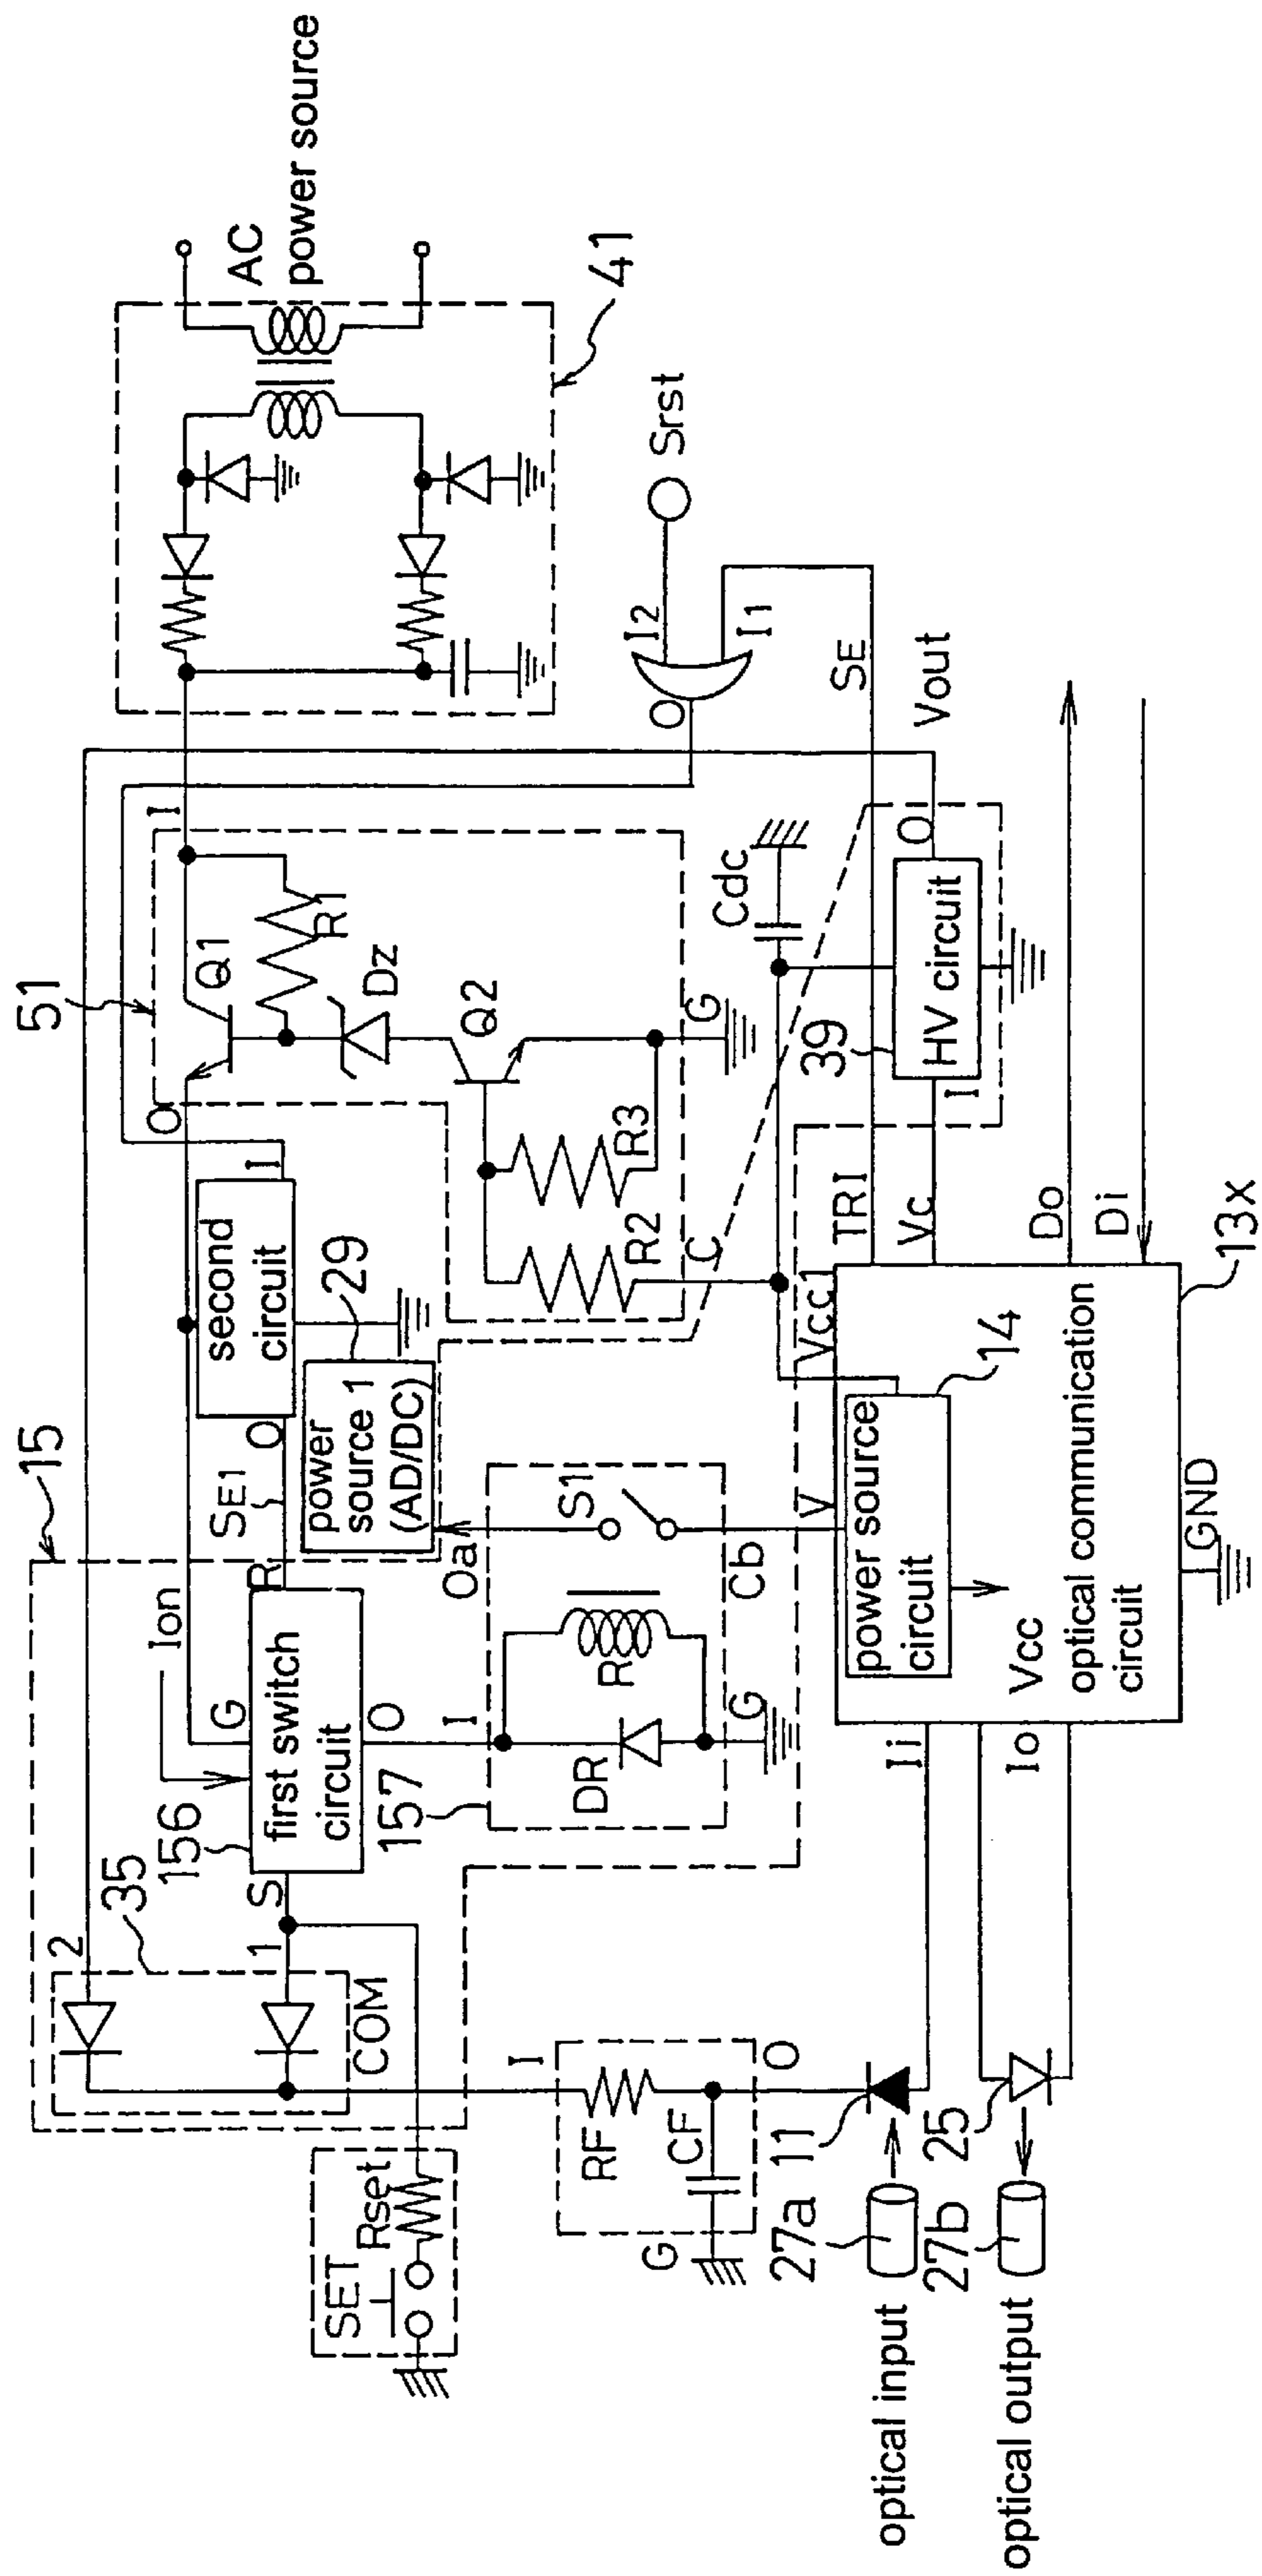 51
15
AC
power source
41
Srst
I2
I1
O
SE
Vout
I
Q1
R1
Dz
Q2
G
R3
R2
C
Cdc
O
HV circuit
39
I
TRI
Vc
Do
Di
13x
O
I
second
circuit
O
SE1
29
power
source 1
(AD/DC)
Ion
R
G
first switch
circuit
156
S
O
Oa
S1
Cb
I
R
DR
G
157
2
35
1
COM
V
Vcc1
14
power source
circuit
Vcc
optical communication
circuit
GND
Ii
Io
SET
Rset
I
RF
CF
G
O
11
25
27a
27b
optical input
optical output